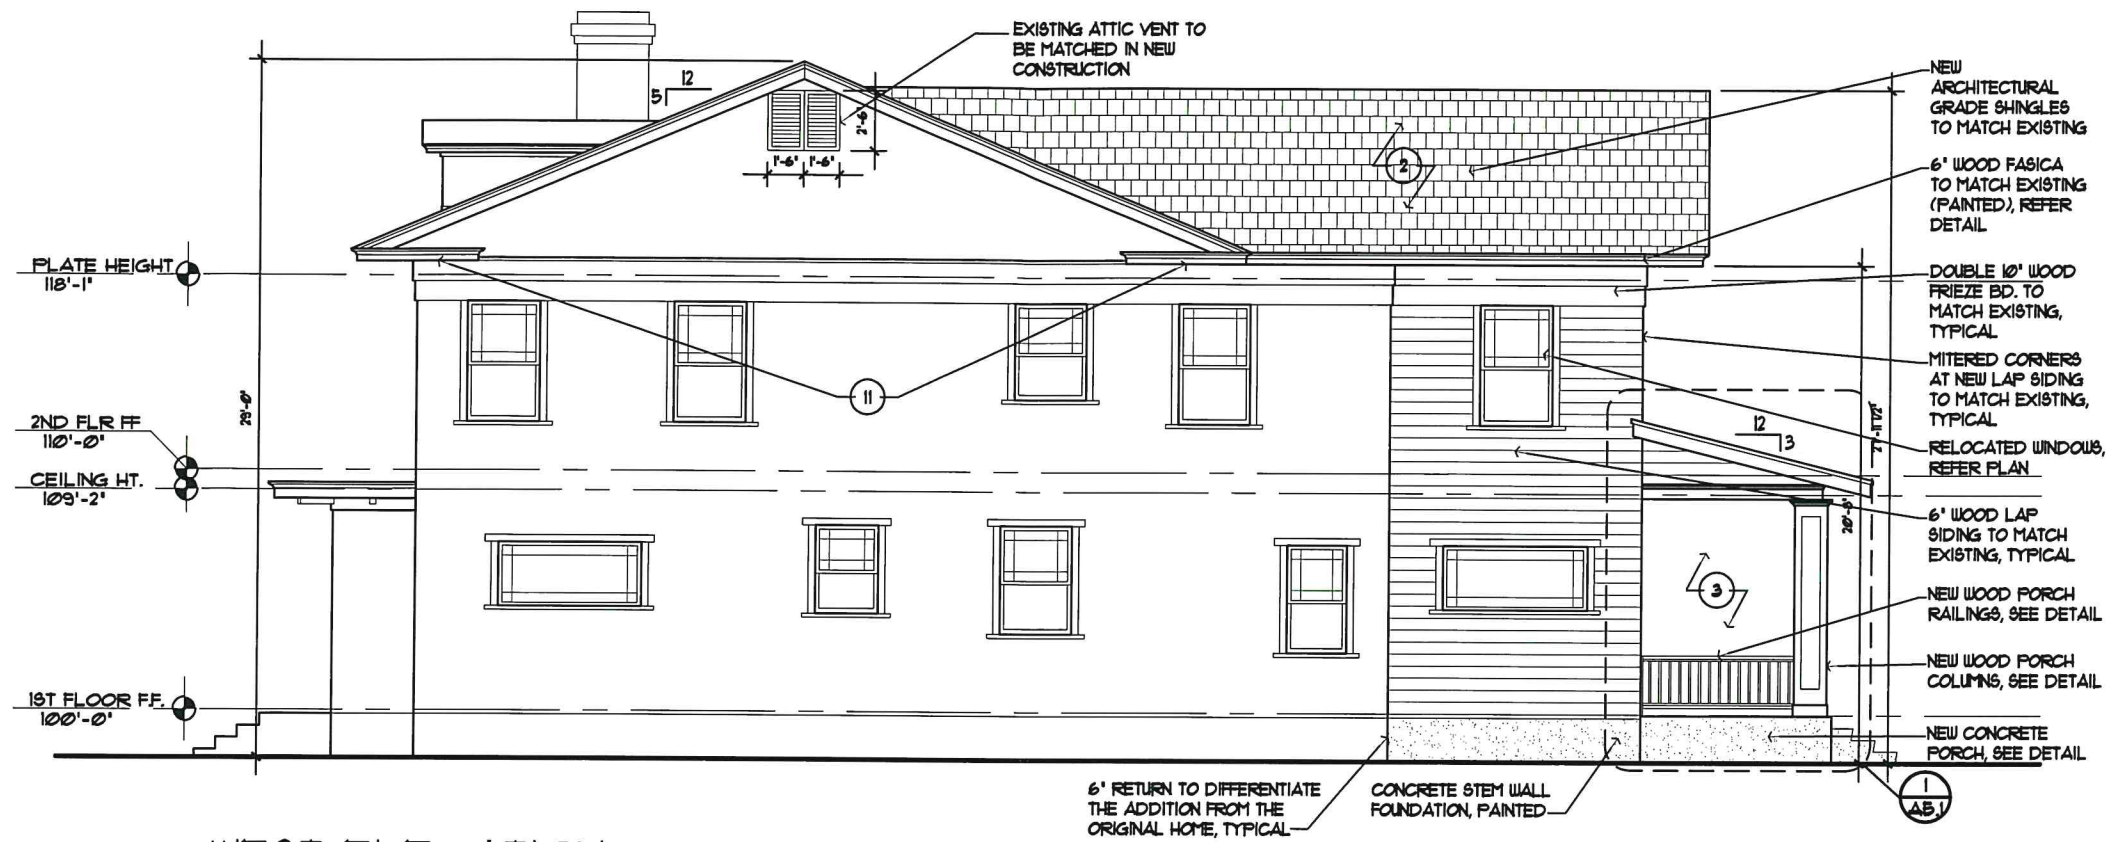 EXISTING ATTIC VENT TO
BE MATCHED IN NEW
CONSTRUCTION
12
5
2'-6"
1'-6" 1'-6"
2
NEW
ARCHITECTURAL
GRADE SHINGLES
TO MATCH EXISTING
6" WOOD FASICA
TO MATCH EXISTING
(PAINTED), REFER
DETAIL
PLATE HEIGHT
118'-1"
DOUBLE 10" WOOD
FRIEZE BD. TO
MATCH EXISTING,
TYPICAL
MITERED CORNERS
AT NEW LAP SIDING
TO MATCH EXISTING,
TYPICAL
11
29'-0"
2ND FLR FF
110'-0"
CEILING HT.
109'-2"
12
3
RELOCATED WINDOWS,
REFER PLAN
20'-8"
6" WOOD LAP
SIDING TO MATCH
EXISTING, TYPICAL
3
NEW WOOD PORCH
RAILINGS, SEE DETAIL
NEW WOOD PORCH
COLUMNS, SEE DETAIL
1ST FLOOR F.F.
100'-0"
NEW CONCRETE
PORCH, SEE DETAIL
6" RETURN TO DIFFERENTIATE
THE ADDITION FROM THE
ORIGINAL HOME, TYPICAL
CONCRETE STEM WALL
FOUNDATION, PAINTED
1
A5.1